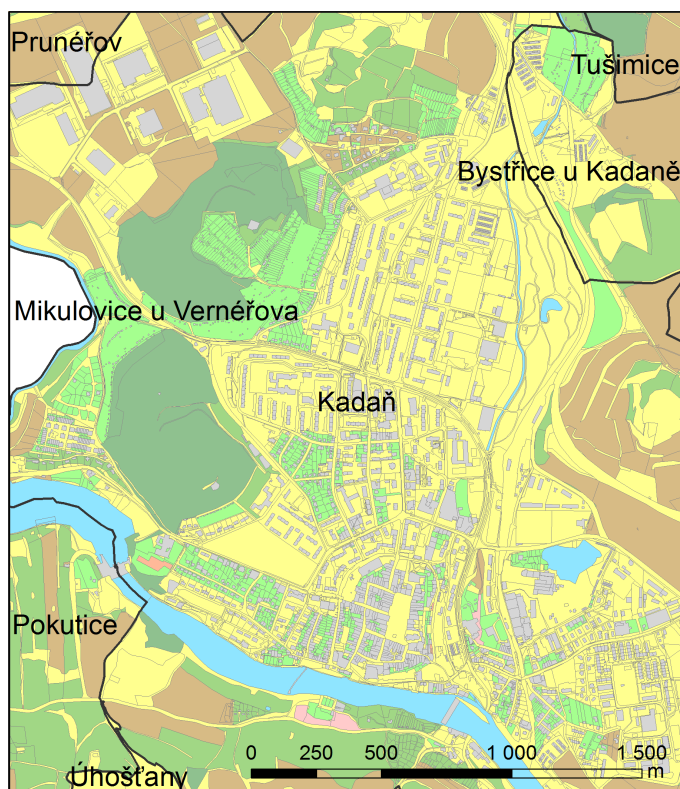 Prunéřov
Tušimice
Bystřice u Kadaně
Mikulovice u Vernéřova
Kadaň
Pokutice
Úhošťany
0 250 500 1 000 1 500
m